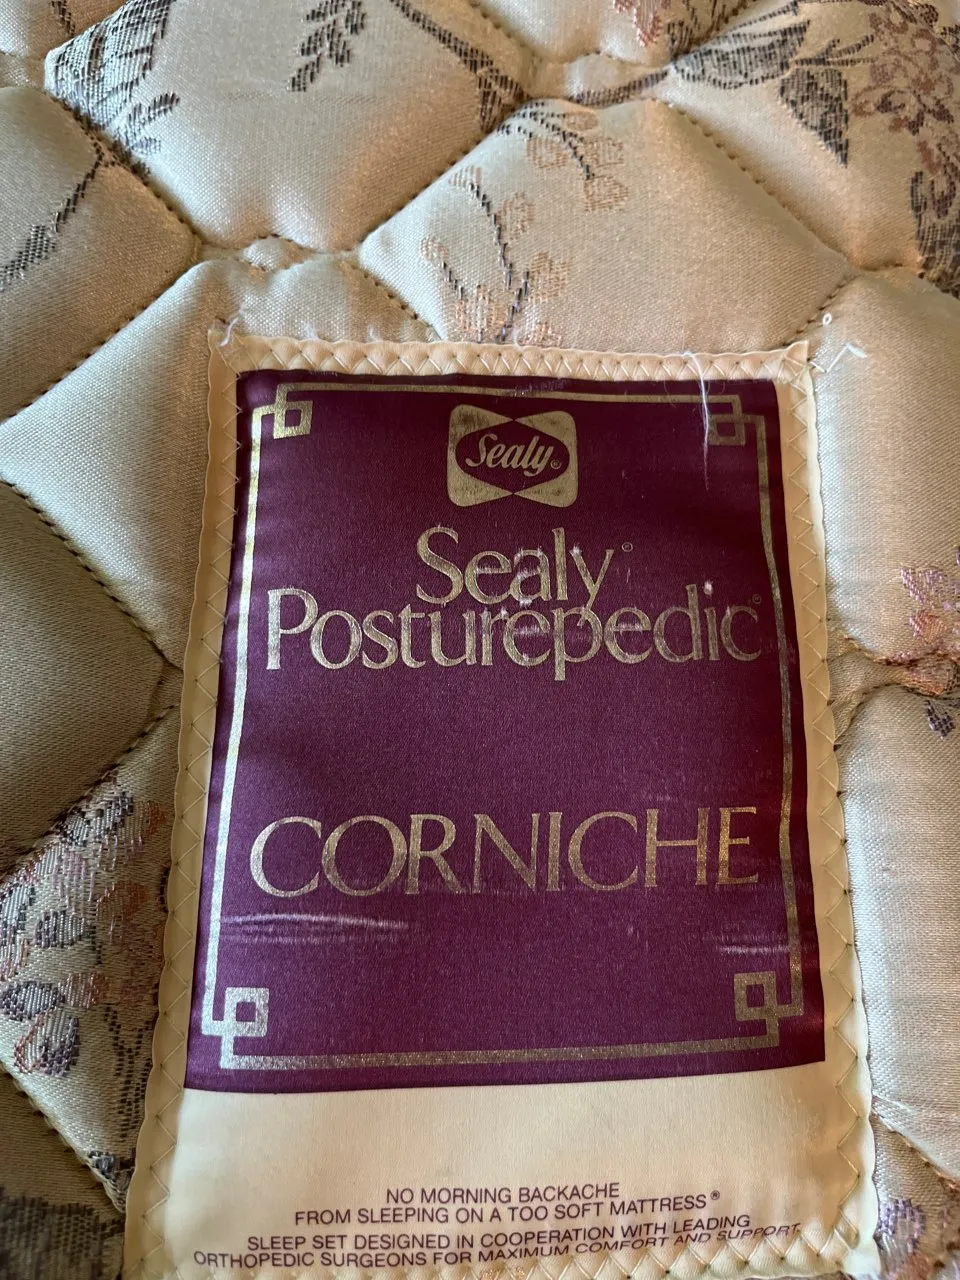 Sealy®
Sealy®
Posturepedic®
CORNICHE
NO MORNING BACKACHE
FROM SLEEPING ON A TOO SOFT MATTRESS®
SLEEP SET DESIGNED IN COOPERATION WITH LEADING
ORTHOPEDIC SURGEONS FOR MAXIMUM COMFORT AND SUPPORT.